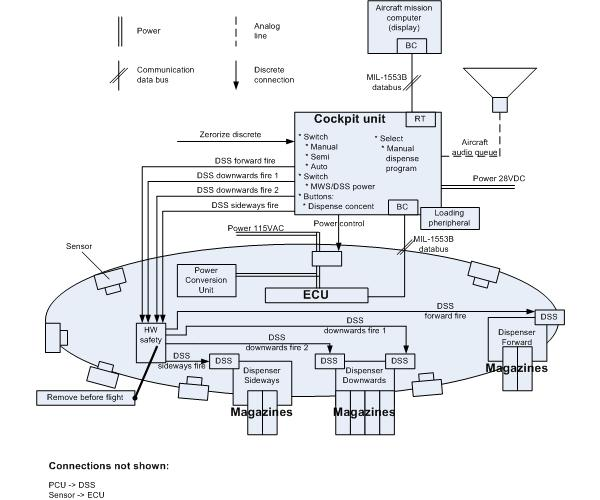 Aircraft mission
computer
(display)
BC
Power
Analog
line
Communication
data bus
Discrete
connection
MIL-1553B
databus
RT
Cockpit unit
* Switch
* Manual
* Semi
* Auto
* Switch
* MWS/DSS power
* Buttons:
* Dispense concent
* Select
* Manual
dispense
program
BC
Zerorize discrete
DSS forward fire
DSS downwards fire 1
DSS downwards fire 2
DSS sideways fire
Aircraft
audio queue
Power 28VDC
Loading
pheripheral
Power control
Power 115VAC
MIL-1553B
databus
Sensor
Power
Conversion
Unit
ECU
HW
safety
DSS
forward fire
DSS
downwards fire 1
DSS
downwards fire 2
DSS
sideways fire
DSS
Dispenser
Forward
Magazines
DSS
Dispenser
Sideways
Magazines
DSS
DSS
Dispenser
Downwards
Magazines
Remove before flight
Connections not shown:
PCU -> DSS
Sensor -> ECU